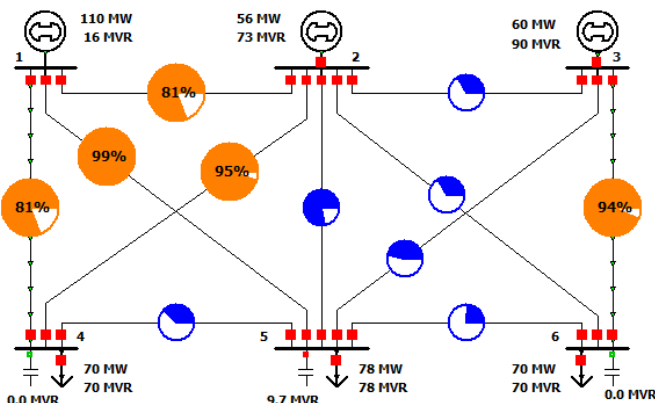 110 MW
16 MVR
56 MW
73 MVR
60 MW
90 MVR
1
2
3
81%
99%
95%
81%
94%
4
5
6
70 MW
70 MVR
78 MW
78 MVR
70 MW
70 MVR
0.0 MVR
9.7 MVR
0.0 MVR